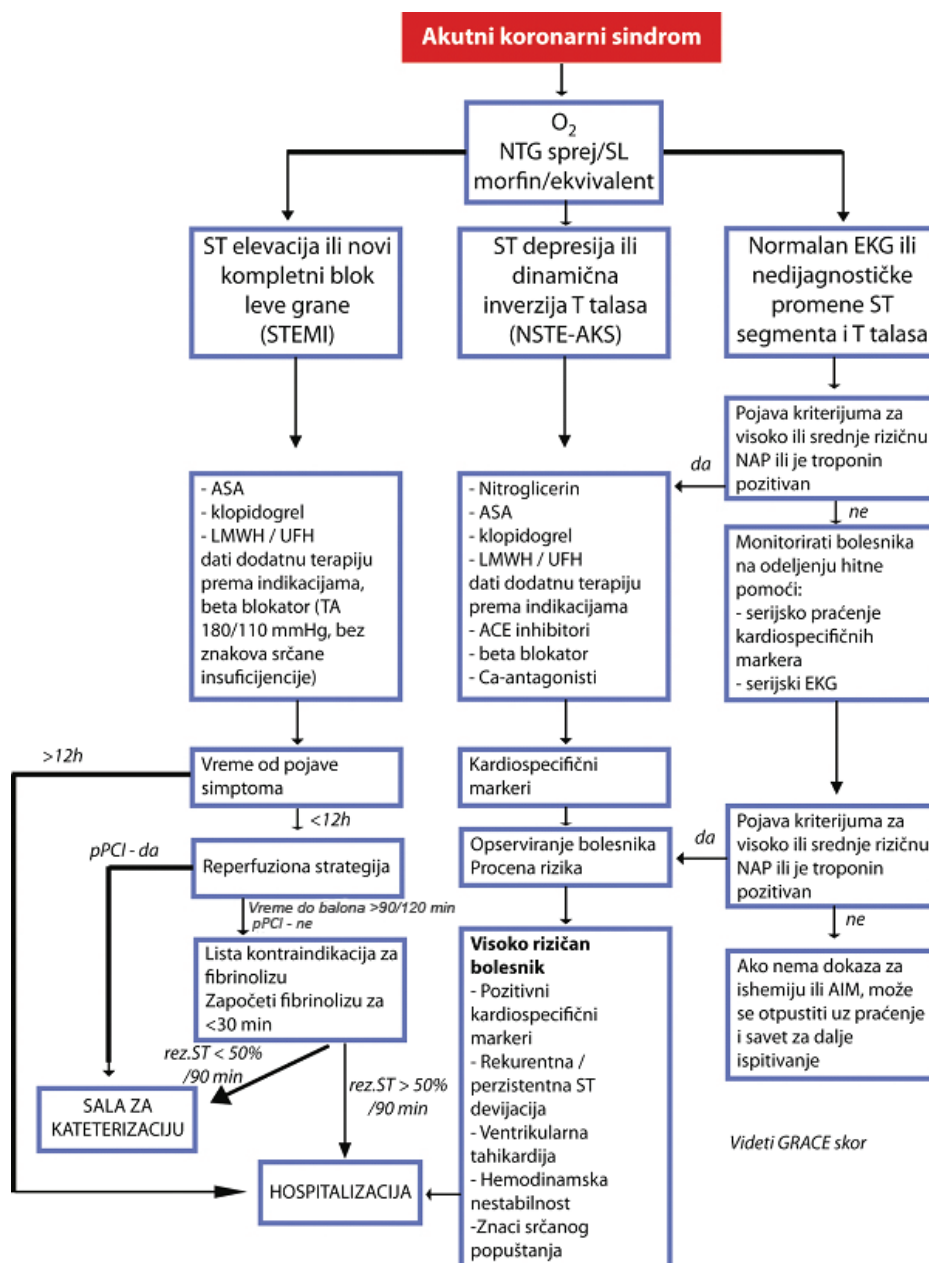 Akutni koronarni sindrom
O₂
NTG sprej/SL
morfin/ekvivalent
ST elevacija ili novi
kompletni blok
leve grane
(STEMI)
ST depresija ili
dinamična
inverzija T talasa
(NSTE-AKS)
Normalan EKG ili
nedijagnostičke
promene ST
segmenta i T talasa
Pojava kriterijuma za
visoko ili srednje rizičnu
NAP ili je troponin
pozitivan
da
ne
- ASA
- klopidogrel
- LMWH / UFH
dati dodatnu terapiju
prema indikacijama,
beta blokator (TA
180/110 mmHg, bez
znakova srčane
insuficijencije)
- Nitroglicerin
- ASA
- klopidogrel
- LMWH / UFH
dati dodatnu terapiju
prema indikacijama
- ACE inhibitori
- beta blokator
- Ca-antagonisti
Monitorirati bolesnika
na odeljenju hitne
pomoći:
- serijsko praćenje
kardiospecifičnih
markera
- serijski EKG
>12h
Vreme od pojave
simptoma
<12h
Kardiospecifični
markeri
pPCI - da
Reperfuziona strategija
Opserviranje bolesnika
Procena rizika
da
Pojava kriterijuma za
visoko ili srednje rizičnu
NAP ili je troponin
pozitivan
ne
Vreme do balona >90/120 min
pPCI - ne
Lista kontraindikacija za
fibrinolizu
Započeti fibrinolizu za
<30 min
rez.ST < 50%
/90 min
rez.ST > 50%
/90 min
SALA ZA
KATETERIZACIJU
HOSPITALIZACIJA
Visoko rizičan
bolesnik
- Pozitivni
kardiospecifični
markeri
- Rekurentna /
perzistentna ST
devijacija
- Ventrikularna
tahikardija
- Hemodinamska
nestabilnost
-Znaci srčanog
popuštanja
Ako nema dokaza za
ishemiju ili AIM, može
se otpustiti uz praćenje
i savet za dalje
ispitivanje
Videti GRACE skor